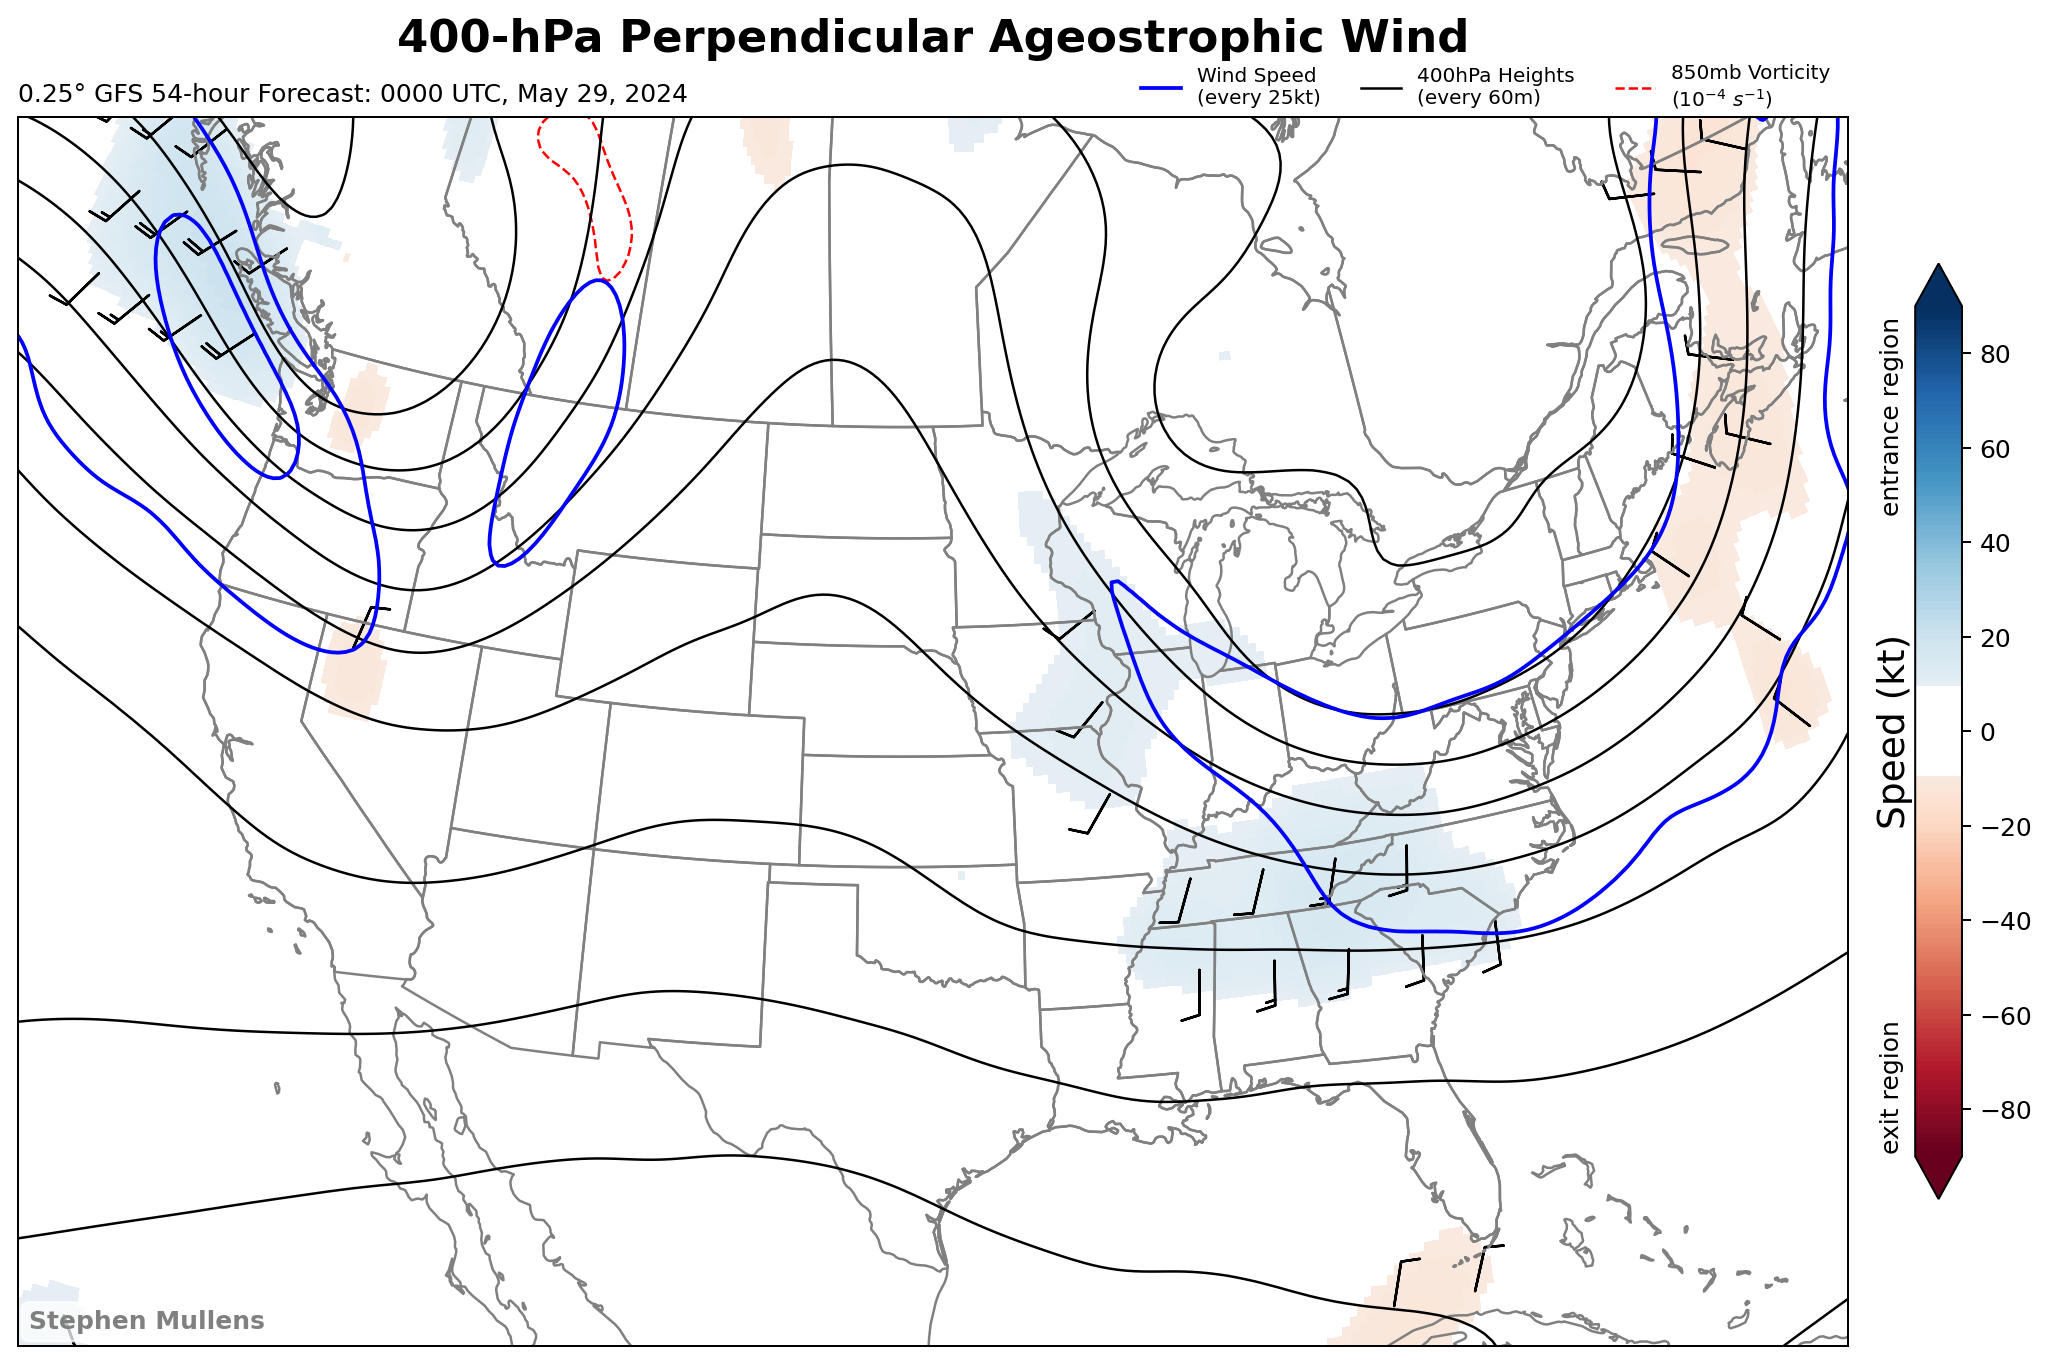 400-hPa Perpendicular Ageostrophic Wind
0.25° GFS 54-hour Forecast: 0000 UTC, May 29, 2024
Wind Speed
(every 25kt)
400hPa Heights
(every 60m)
850mb Vorticity
(10⁻⁴ s⁻¹)
entrance region
Speed (kt)
exit region
80
60
40
20
0
−20
−40
−60
−80
Stephen Mullens